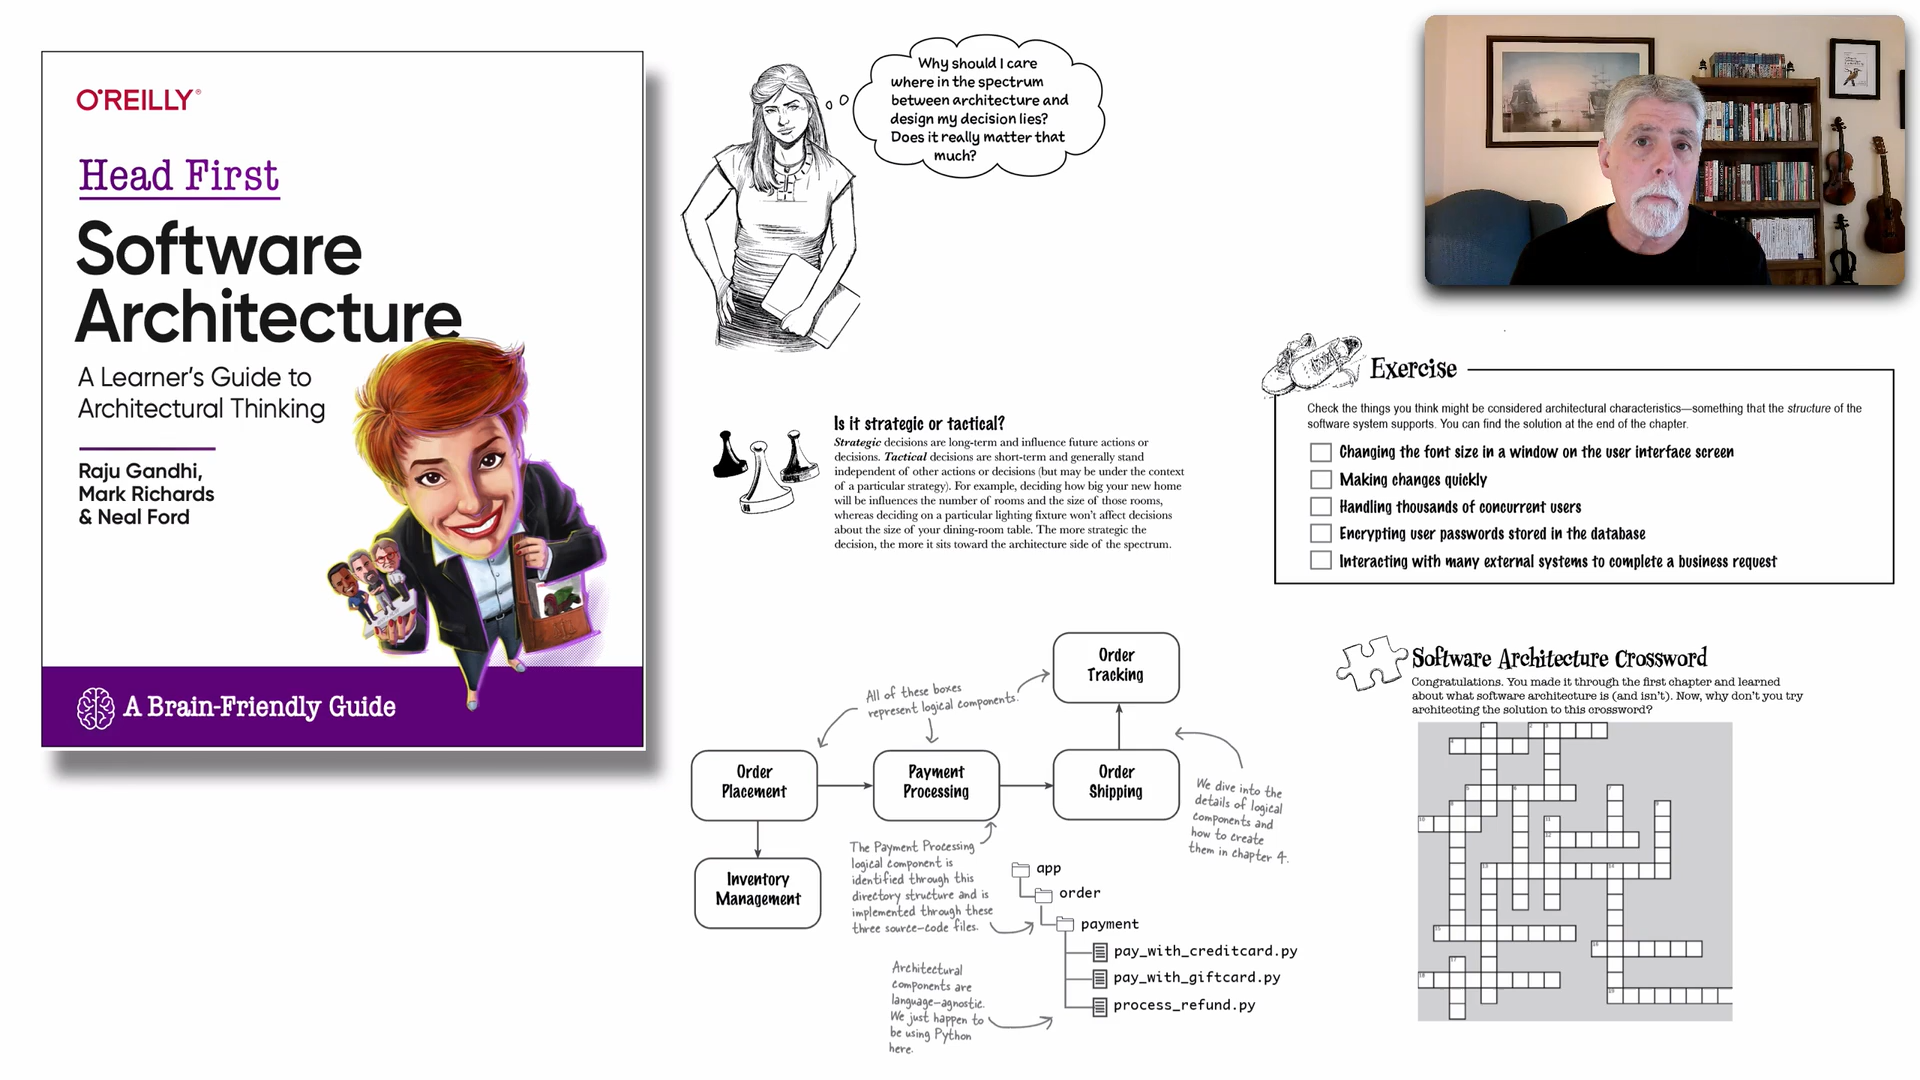 O'REILLY®
Head First
Software
Architecture
A Learner's Guide to
Architectural Thinking
Raju Gandhi,
Mark Richards
& Neal Ford
A Brain-Friendly Guide
Why should I care
where in the spectrum
between architecture and
design my decision lies?
Does it really matter that
much?
Is it strategic or tactical?
Strategic decisions are long-term and influence future actions or
decisions. Tactical decisions are short-term and generally stand
independent of other actions or decisions (but may be under the context
of a particular strategy). For example, deciding how big your new home
will be influences the number of rooms and the size of those rooms,
whereas deciding on a particular lighting fixture won't affect decisions
about the size of your dining-room table. The more strategic the
decision, the more it sits toward the architecture side of the spectrum.
Exercise
Check the things you think might be considered architectural characteristics—something that the structure of the
software system supports. You can find the solution at the end of the chapter.
Changing the font size in a window on the user interface screen
Making changes quickly
Handling thousands of concurrent users
Encrypting user passwords stored in the database
Interacting with many external systems to complete a business request
All of these boxes
represent logical components.
Order
Tracking
Order
Placement
Payment
Processing
Order
Shipping
Inventory
Management
We dive into the
details of logical
components and
how to create
them in chapter 4.
The Payment Processing
logical component is
identified through this
directory structure and is
implemented through these
three source-code files.
app
order
payment
pay_with_creditcard.py
pay_with_giftcard.py
process_refund.py
Architectural
components are
language-agnostic.
We just happen to
be using Python
here.
Software Architecture Crossword
Congratulations. You made it through the first chapter and learned
about what software architecture is (and isn't). Now, why don't you try
architecting the solution to this crossword?